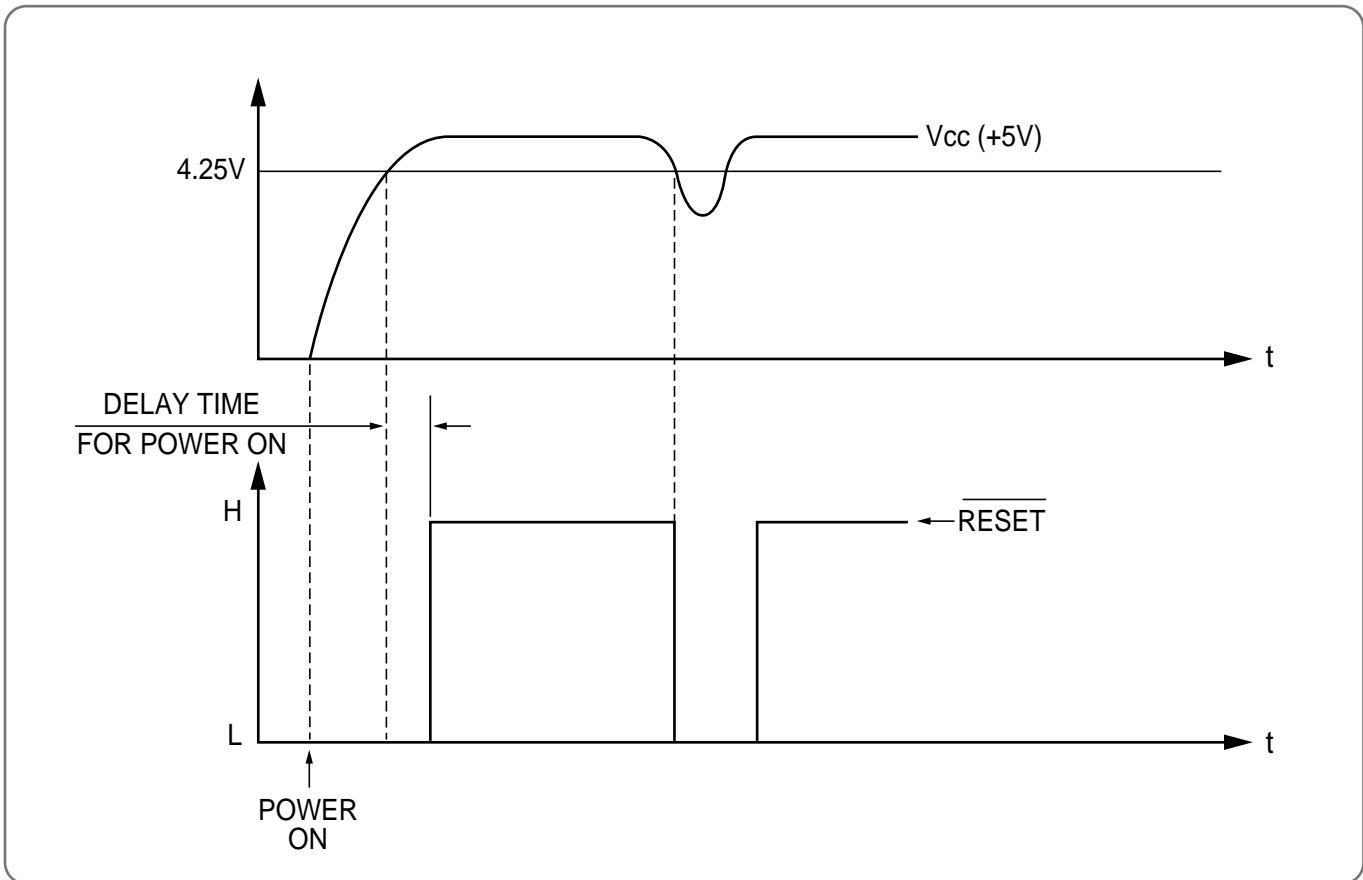 Vcc (+5V)
4.25V
t
DELAY TIME
FOR POWER ON
H
RESET
L
t
POWER
ON